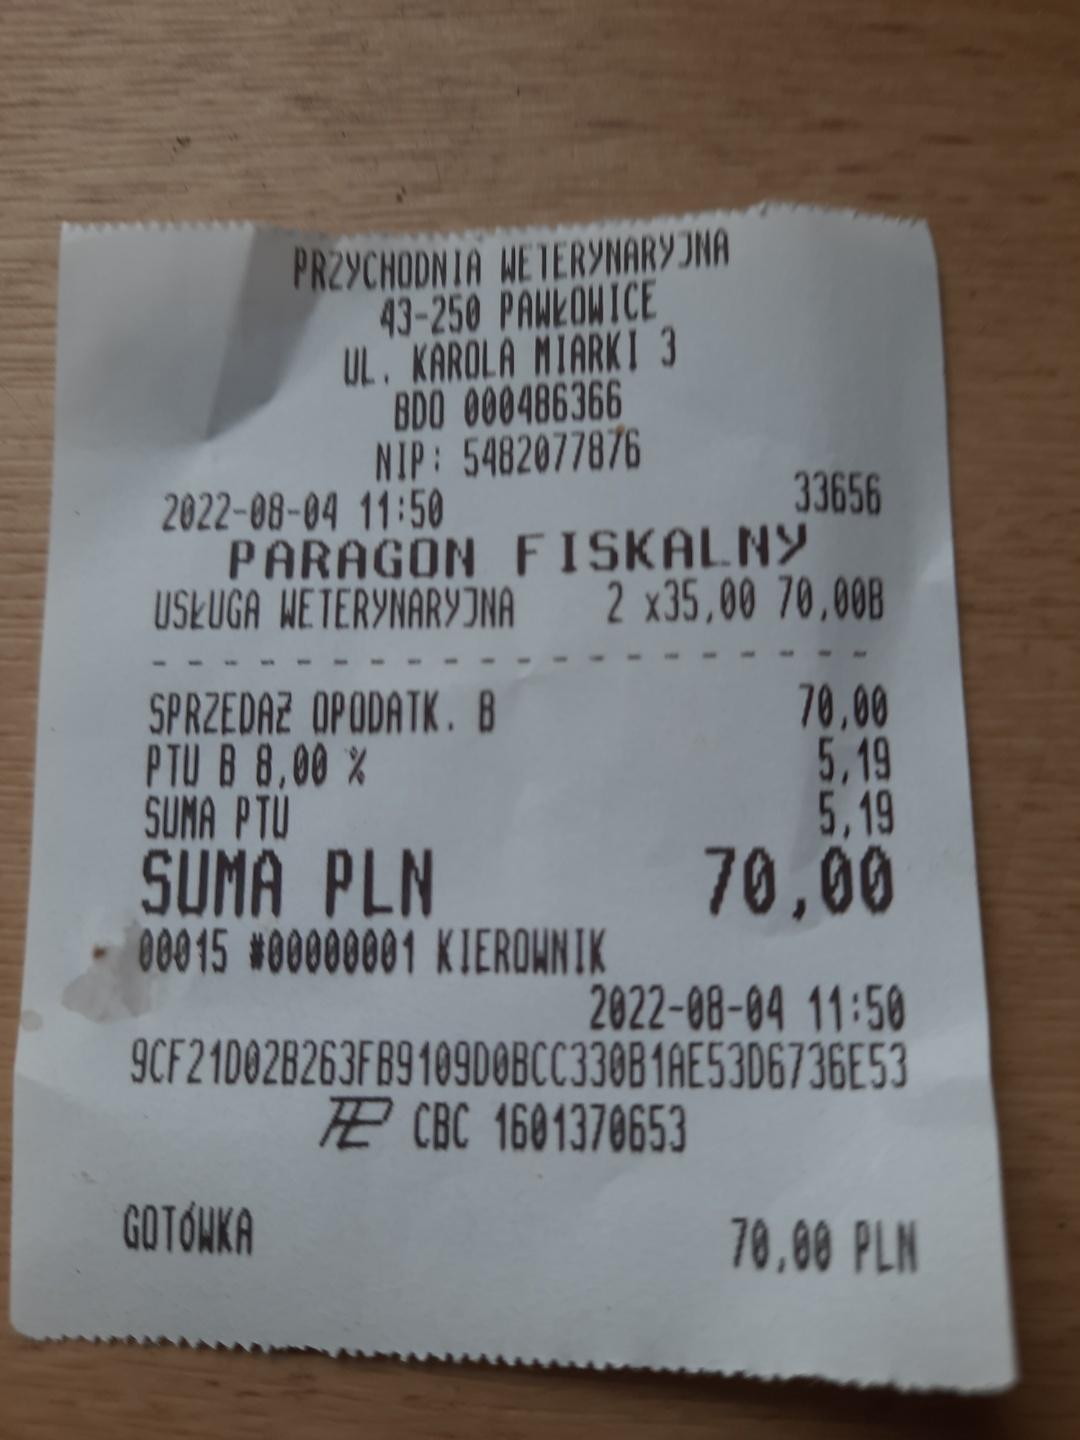 PRZYCHODNIA WETERYNARYJNA
43-250 PAWŁOWICE
UL. KAROLA MIARKI 3
BDO 000486366
NIP: 5482077876
2022-08-04 11:50 33656
PARAGON FISKALNY
USŁUGA WETERYNARYJNA 2 x35,00 70,00B
SPRZEDAŻ OPODATK. B 70,00
PTU B 8,00 % 5,19
SUMA PTU 5,19
SUMA PLN 70,00
00015 #00000001 KIEROWNIK
2022-08-04 11:50
9CF21D02B263FB9109D0BCC330B1AE53D6736E53
CBC 1601370653
GOTÓWKA 70,00 PLN